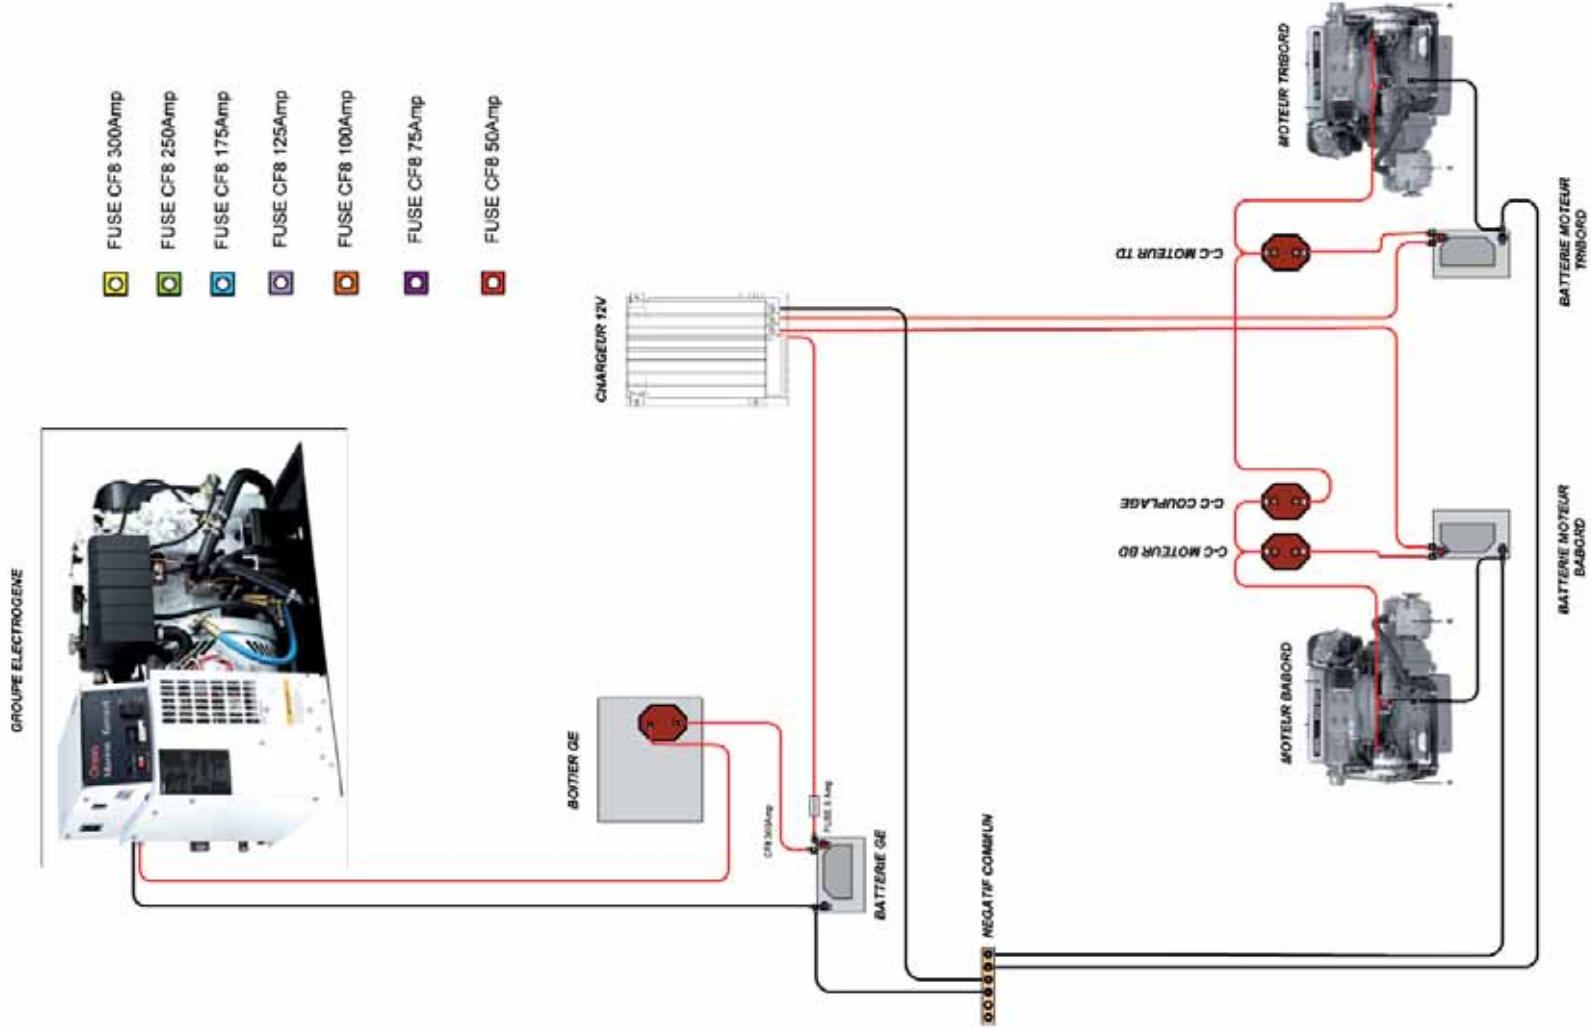 GROUPE ELECTROGENE
Onan
FUSE CF8 300Amp
FUSE CF8 250Amp
FUSE CF8 175Amp
FUSE CF8 125Amp
FUSE CF8 100Amp
FUSE CF8 75Amp
FUSE CF8 50Amp
BOITIER GE
CHARGEUR 12V
CF8 300Amp
FUSE 5 Amp
BATTERIE GE
NEGATIF COMMUN
C-C MOTEUR BD
C-C COUPLAGE
C-C MOTEUR TD
MOTEUR BABORD
MOTEUR TRIBORD
BATTERIE MOTEUR
BABORD
BATTERIE MOTEUR
TRIBORD